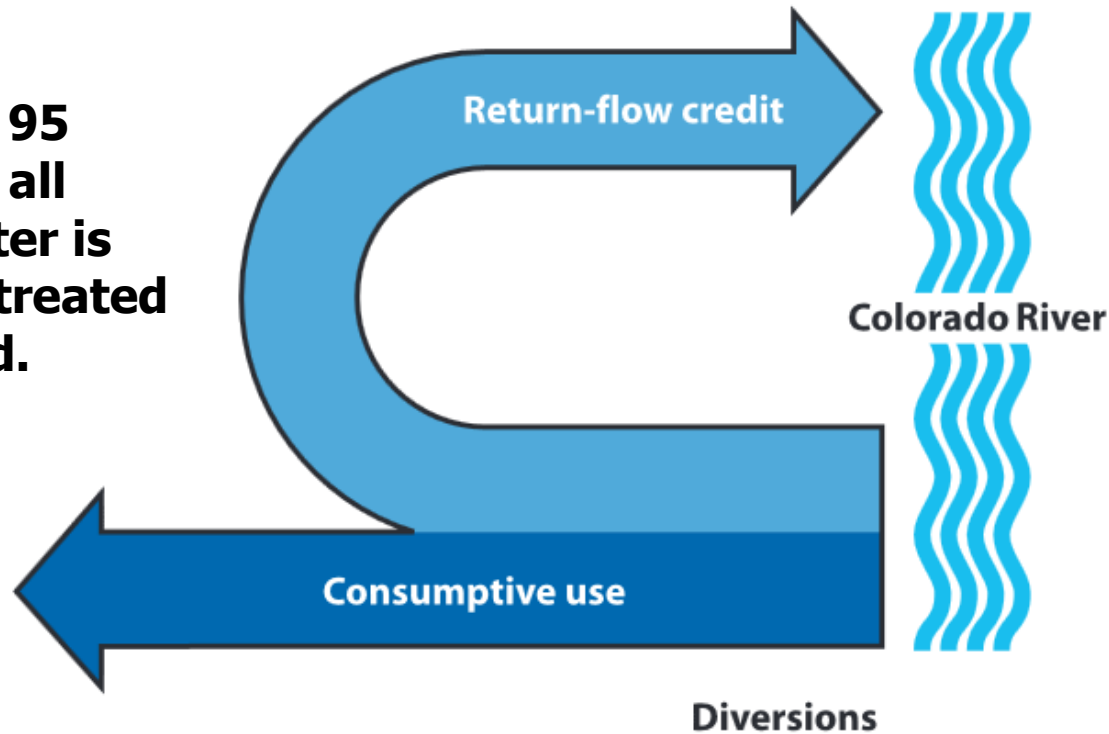 95
all
ter is
treated
d.
Return-flow credit
Colorado River
Consumptive use
Diversions